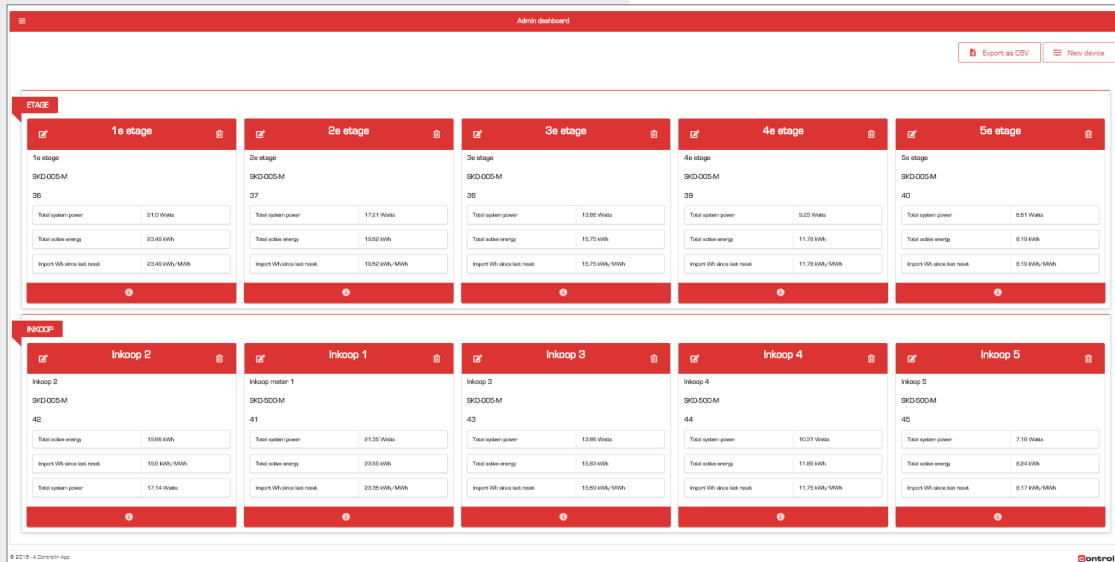 Admin dashboard
Export as CSV
New device
ETAGE
1e etage
1e etage
SKD-005-M
36
Total system power 21.0 Watts
Total active energy 23.49 kWh
Import Wh since last reset 23.49 kWh/MWh
2e etage
2e etage
SKD-005-M
37
Total system power 17.21 Watts
Total active energy 19.62 kWh
Import Wh since last reset 19.62 kWh/MWh
3e etage
3e etage
SKD-005-M
38
Total system power 13.86 Watts
Total active energy 15.75 kWh
Import Wh since last reset 15.75 kWh/MWh
4e etage
4e etage
SKD-005-M
39
Total system power 9.29 Watts
Total active energy 11.78 kWh
Import Wh since last reset 11.78 kWh/MWh
5e etage
5e etage
SKD-005-M
40
Total system power 6.61 Watts
Total active energy 8.19 kWh
Import Wh since last reset 8.19 kWh/MWh
INKOOP
Inkoop 2
Inkoop 2
SKD-005-M
42
Total active energy 19.66 kWh
Import Wh since last reset 19.5 kWh/MWh
Total system power 17.14 Watts
Inkoop 1
Inkoop meter 1
SKD-500-M
41
Total system power 21.35 Watts
Total active energy 23.55 kWh
Import Wh since last reset 23.36 kWh/MWh
Inkoop 3
Inkoop 3
SKD-005-M
43
Total system power 13.86 Watts
Total active energy 15.83 kWh
Import Wh since last reset 15.69 kWh/MWh
Inkoop 4
Inkoop 4
SKD-500-M
44
Total system power 10.31 Watts
Total active energy 11.85 kWh
Import Wh since last reset 11.75 kWh/MWh
Inkoop 5
Inkoop 5
SKD-500-M
45
Total system power 7.18 Watts
Total active energy 8.24 kWh
Import Wh since last reset 8.17 kWh/MWh
© 2019 - A Controlin App
Control